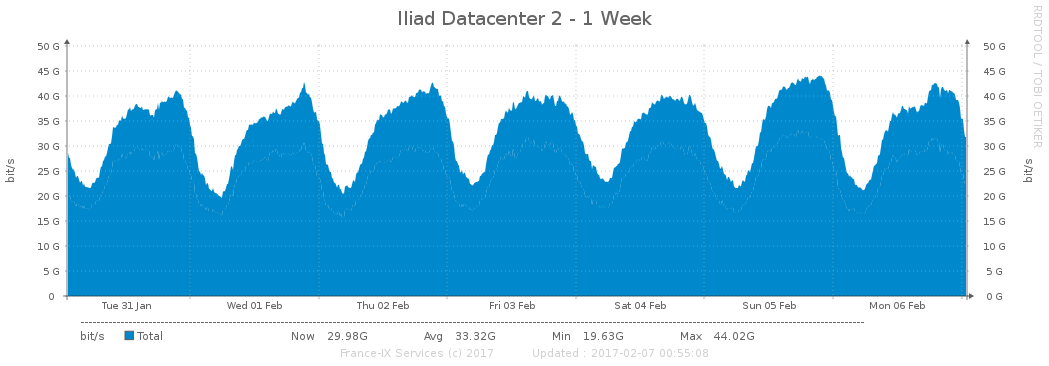 Iliad Datacenter 2 - 1 Week
RRDTOOL / TOBI OETIKER
50 G 50 G
45 G 45 G
40 G 40 G
35 G 35 G
30 G 30 G
25 G 25 G
20 G 20 G
15 G 15 G
10 G 10 G
5 G 5 G
0 0 G
bit/s bit/s
Tue 31 Jan Wed 01 Feb Thu 02 Feb Fri 03 Feb Sat 04 Feb Sun 05 Feb Mon 06 Feb
bit/s Total Now 29.98G Avg 33.32G Min 19.63G Max 44.02G
France-IX Services (c) 2017 Updated : 2017-02-07 00:55:08